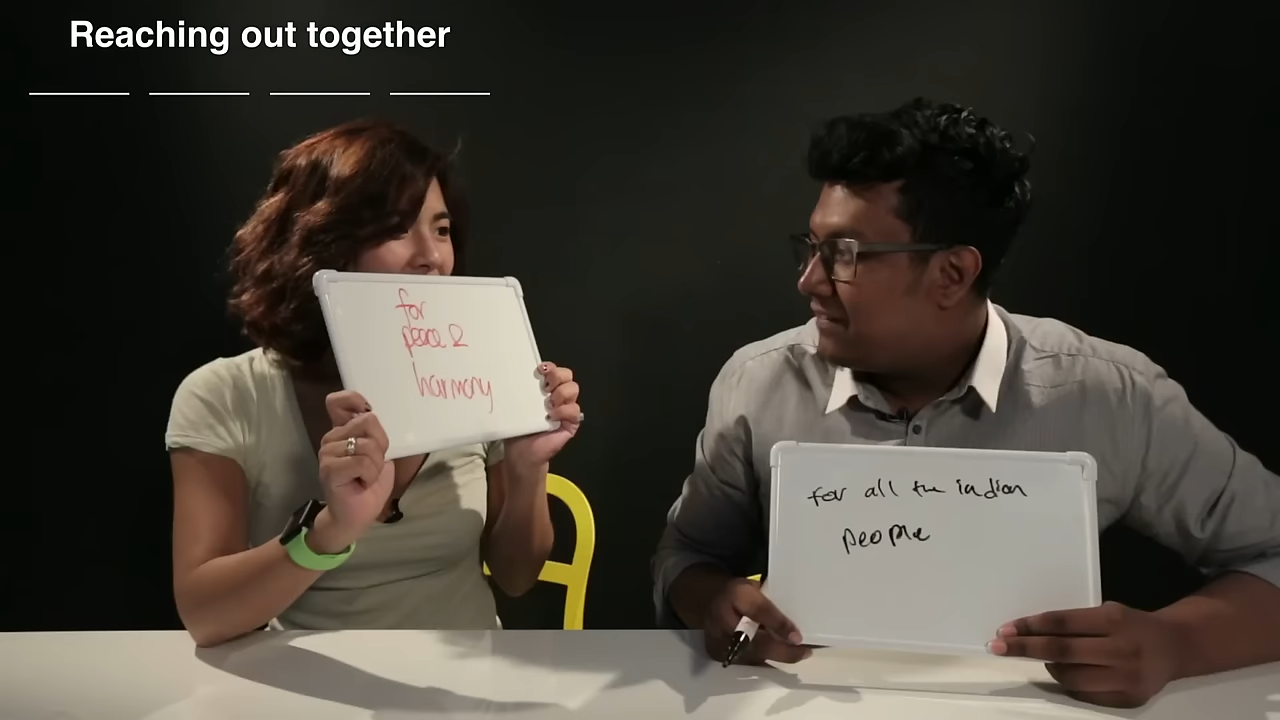 Reaching out together
for
peace &
harmony
for all the indian
people